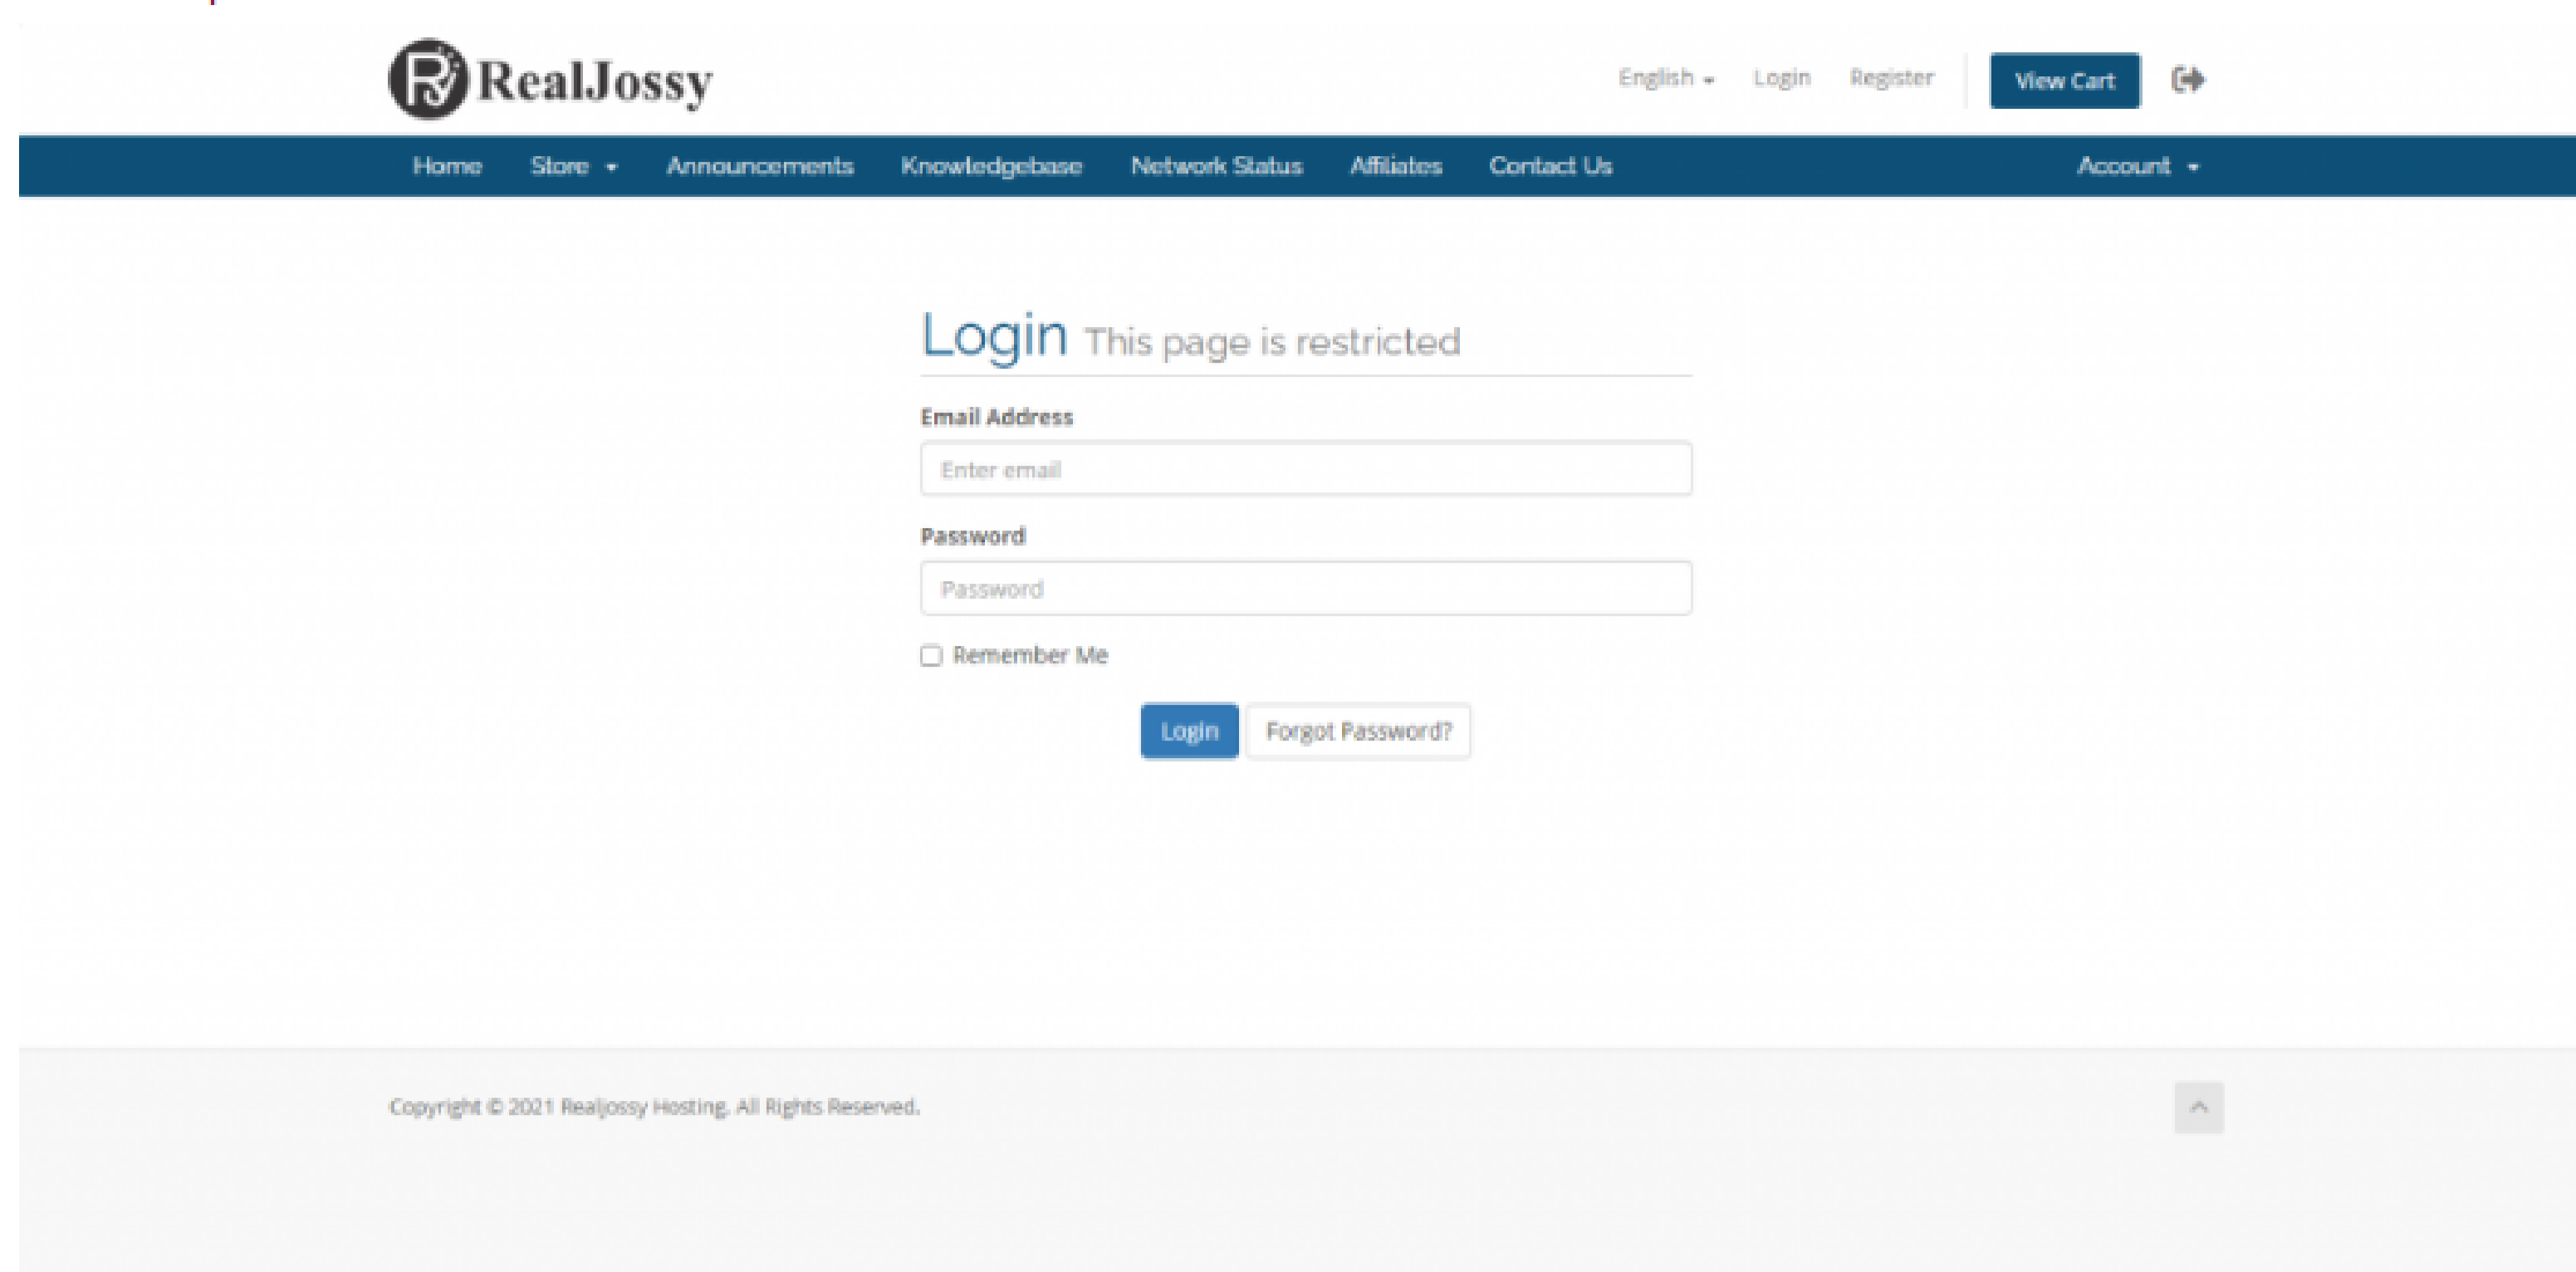 RealJossy
English Login Register View Cart
Home Store Announcements Knowledgebase Network Status Affiliates Contact Us Account
Login This page is restricted
Email Address
Enter email
Password
Password
Remember Me
Login Forgot Password?
Copyright © 2021 Realjossy Hosting. All Rights Reserved.